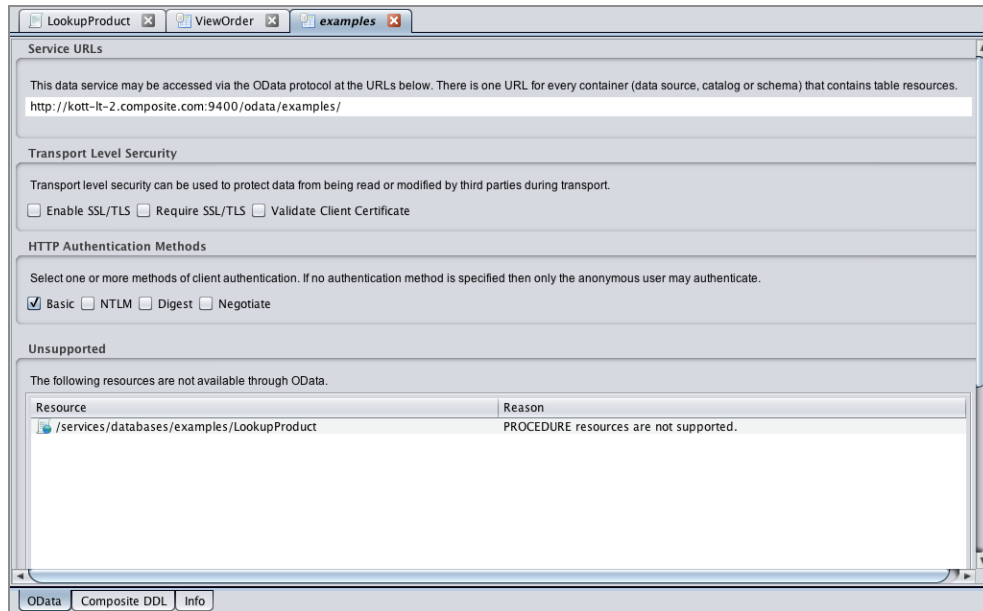 LookupProduct ViewOrder examples
Service URLs
This data service may be accessed via the OData protocol at the URLs below. There is one URL for every container (data source, catalog or schema) that contains table resources.
http://kott-lt-2.composite.com:9400/odata/examples/
Transport Level Sercurity
Transport level security can be used to protect data from being read or modified by third parties during transport.
Enable SSL/TLS Require SSL/TLS Validate Client Certificate
HTTP Authentication Methods
Select one or more methods of client authentication. If no authentication method is specified then only the anonymous user may authenticate.
Basic NTLM Digest Negotiate
Unsupported
The following resources are not available through OData.
Resource Reason
/services/databases/examples/LookupProduct PROCEDURE resources are not supported.
OData Composite DDL Info